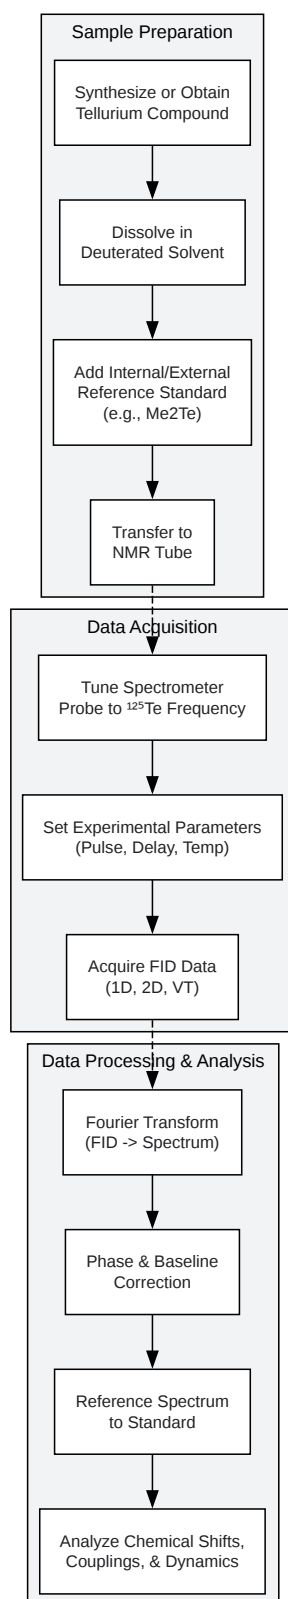 Sample Preparation
Synthesize or Obtain
Tellurium Compound
Dissolve in
Deuterated Solvent
Add Internal/External
Reference Standard
(e.g., Me2Te)
Transfer to
NMR Tube
Data Acquisition
Tune Spectrometer
Probe to ¹²⁵Te Frequency
Set Experimental Parameters
(Pulse, Delay, Temp)
Acquire FID Data
(1D, 2D, VT)
Data Processing & Analysis
Fourier Transform
(FID -> Spectrum)
Phase & Baseline
Correction
Reference Spectrum
to Standard
Analyze Chemical Shifts,
Couplings, & Dynamics